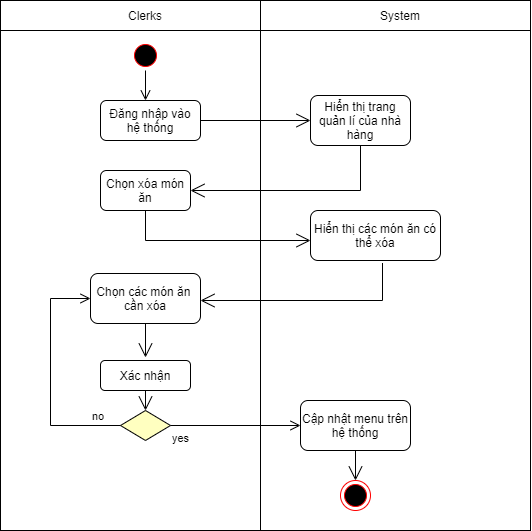 Clerks
System
Đăng nhập vào
hệ thống
Hiển thị trang
quản lí của nhà
hàng
Chọn xóa món
ăn
Hiển thị các món ăn có
thể xóa
Chọn các món ăn
cần xóa
Xác nhận
no
yes
Cập nhật menu trên
hệ thống